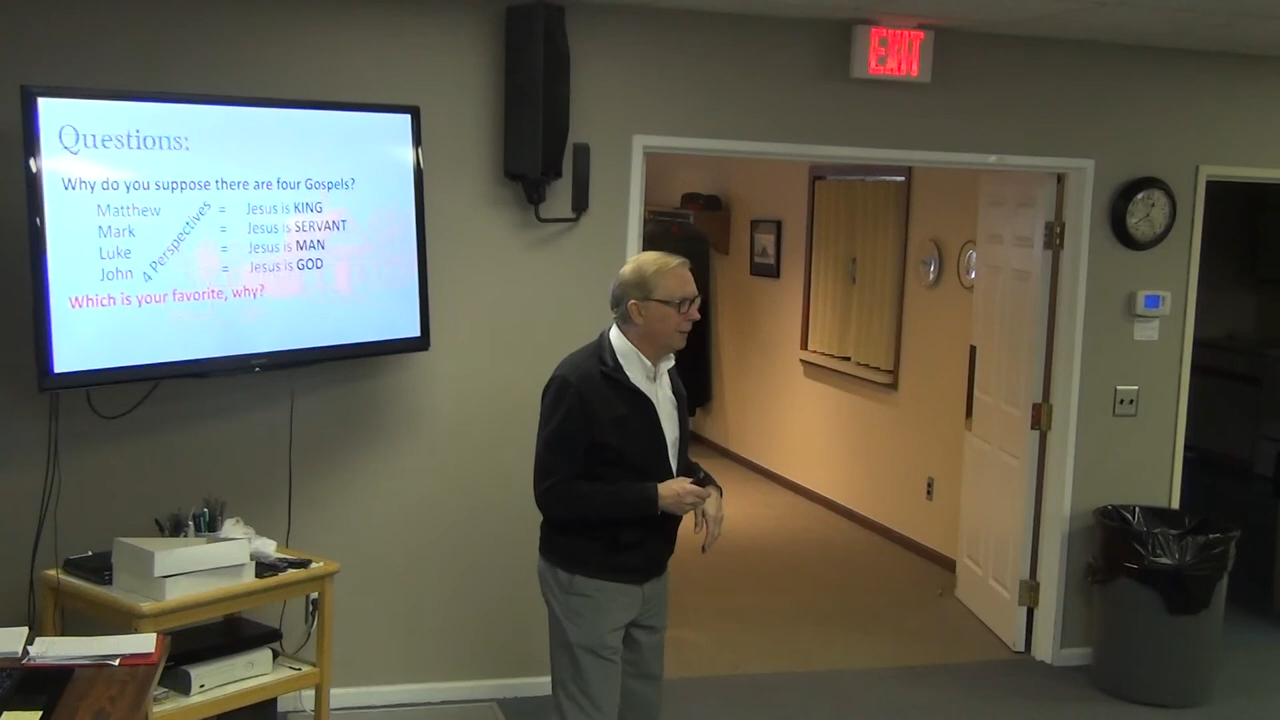 Questions:
Why do you suppose there are four Gospels?
Matthew = Jesus is KING
Mark = Jesus is SERVANT
Luke = Jesus is MAN
John = Jesus is GOD
4 Perspectives
Which is your favorite, why?
EXIT